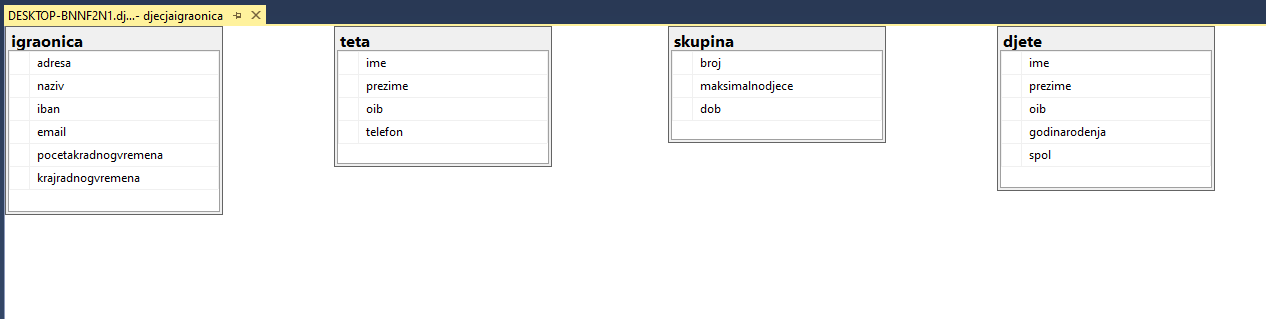 DESKTOP-BNNF2N1.dj...- djecjaigraonica
igraonica
adresa
naziv
iban
email
pocetakradnogvremena
krajradnogvremena
teta
ime
prezime
oib
telefon
skupina
broj
maksimalnodjece
dob
djete
ime
prezime
oib
godinarodenja
spol